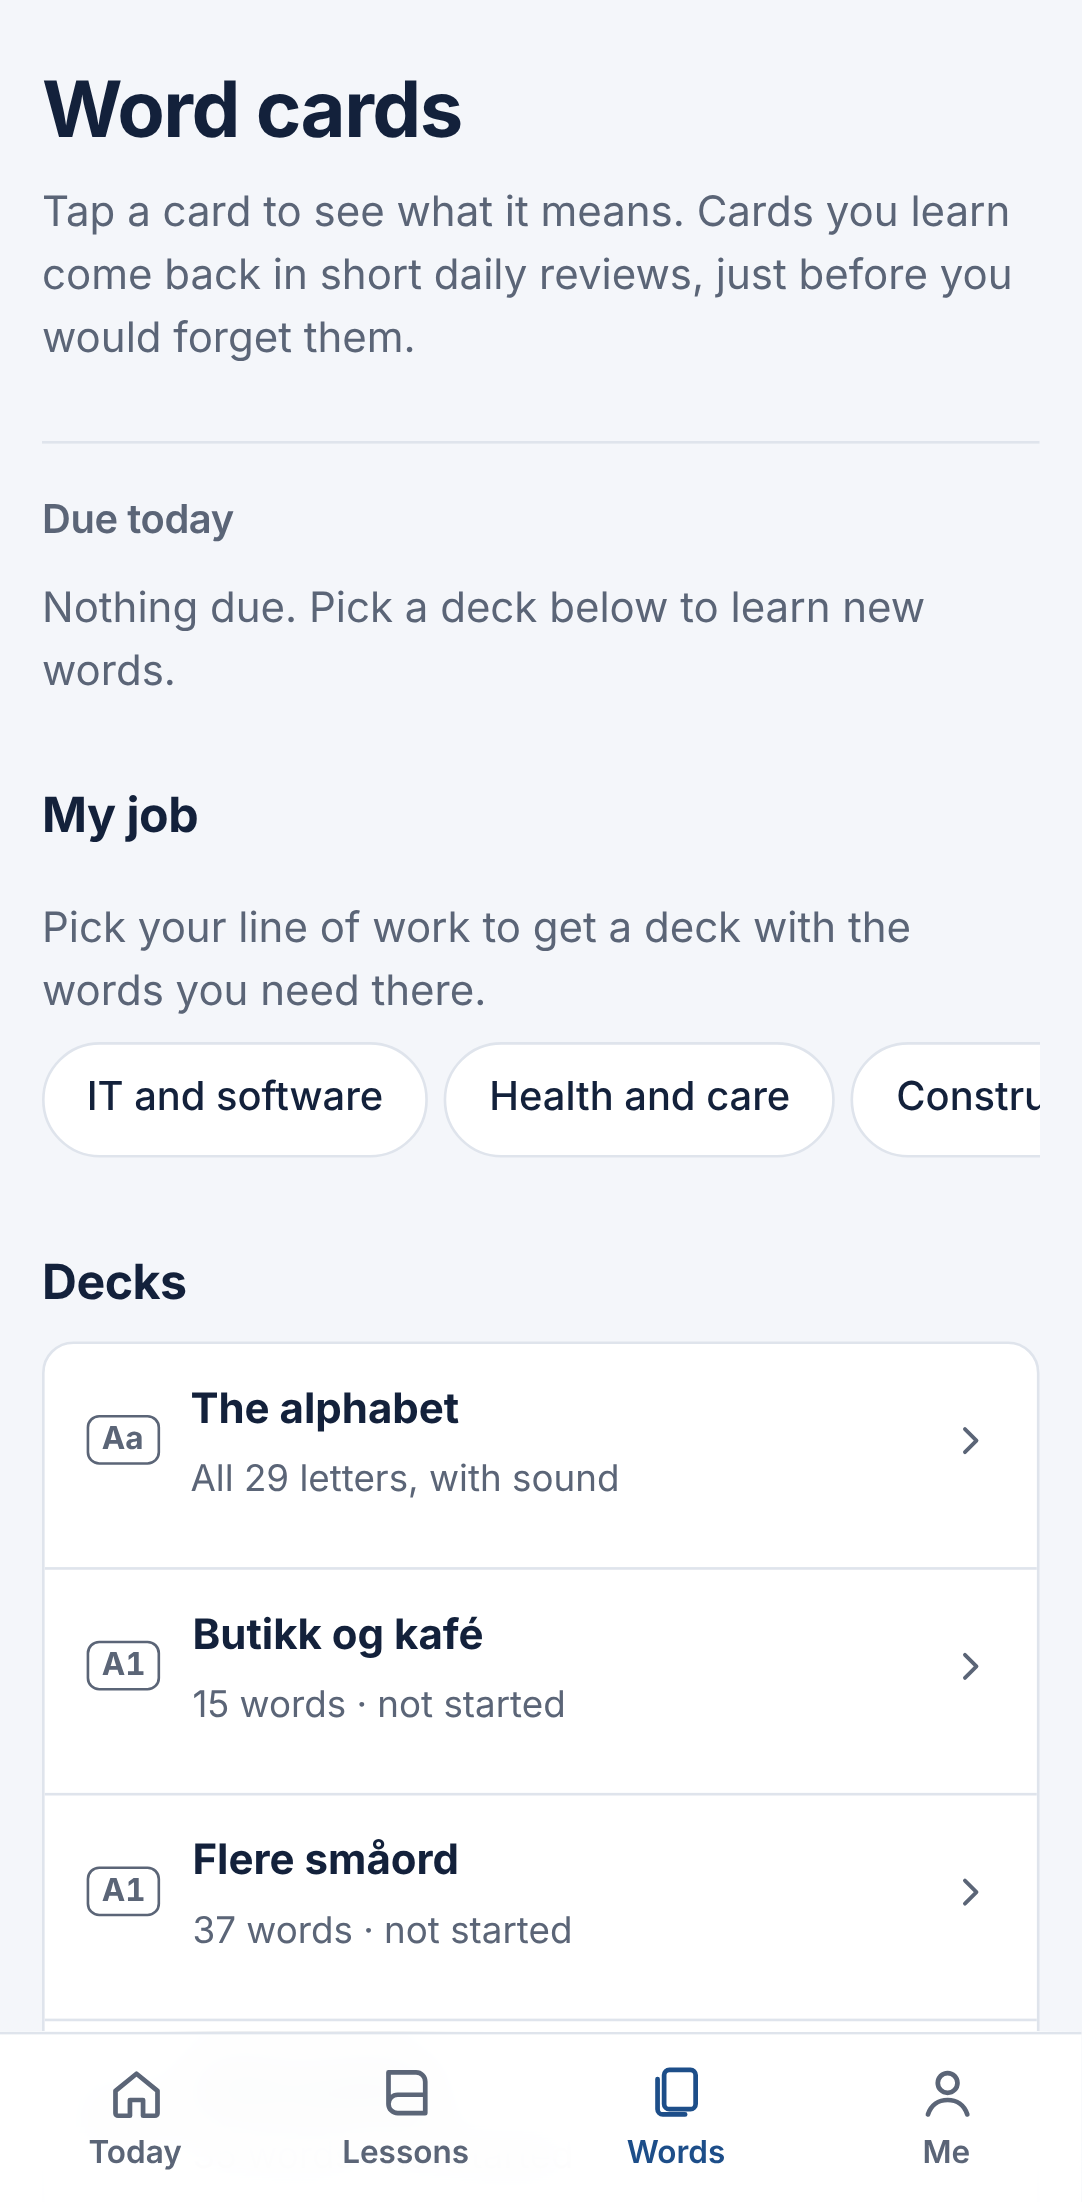 Word cards
Tap a card to see what it means. Cards you learn
come back in short daily reviews, just before you
would forget them.
Due today
Nothing due. Pick a deck below to learn new
words.
My job
Pick your line of work to get a deck with the
words you need there.
IT and software
Health and care
Constru
Decks
Aa
The alphabet
All 29 letters, with sound
A1
Butikk og kafé
15 words · not started
A1
Flere småord
37 words · not started
Today
Lessons
Words
Me